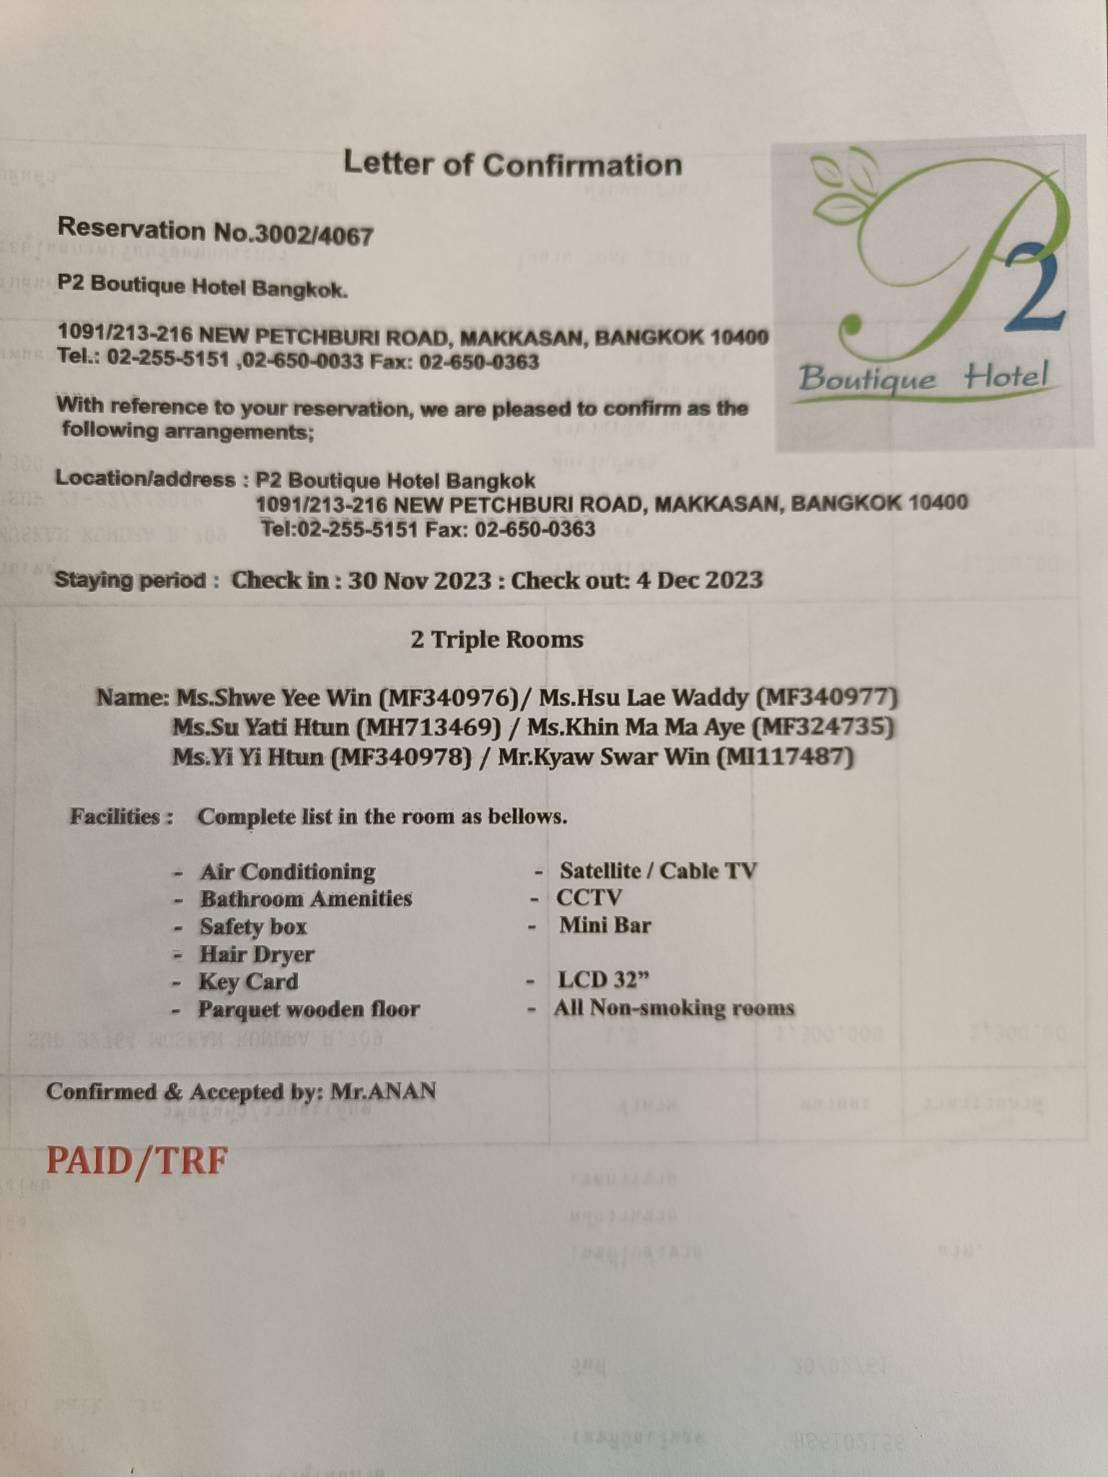 Letter of Confirmation
P2
Boutique Hotel
Reservation No.3002/4067
P2 Boutique Hotel Bangkok.
1091/213-216 NEW PETCHBURI ROAD, MAKKASAN, BANGKOK 10400
Tel.: 02-255-5151 ,02-650-0033 Fax: 02-650-0363
With reference to your reservation, we are pleased to confirm as the
following arrangements;
Location/address : P2 Boutique Hotel Bangkok
1091/213-216 NEW PETCHBURI ROAD, MAKKASAN, BANGKOK 10400
Tel:02-255-5151 Fax: 02-650-0363
Staying period : Check in : 30 Nov 2023 : Check out: 4 Dec 2023
2 Triple Rooms
Name: Ms.Shwe Yee Win (MF340976)/ Ms.Hsu Lae Waddy (MF340977)
Ms.Su Yati Htun (MH713469) / Ms.Khin Ma Ma Aye (MF324735)
Ms.Yi Yi Htun (MF340978) / Mr.Kyaw Swar Win (MI117487)
Facilities : Complete list in the room as bellows.
- Air Conditioning - Satellite / Cable TV
- Bathroom Amenities - CCTV
- Safety box - Mini Bar
- Hair Dryer
- Key Card - LCD 32”
- Parquet wooden floor - All Non-smoking rooms
Confirmed & Accepted by: Mr.ANAN
PAID/TRF